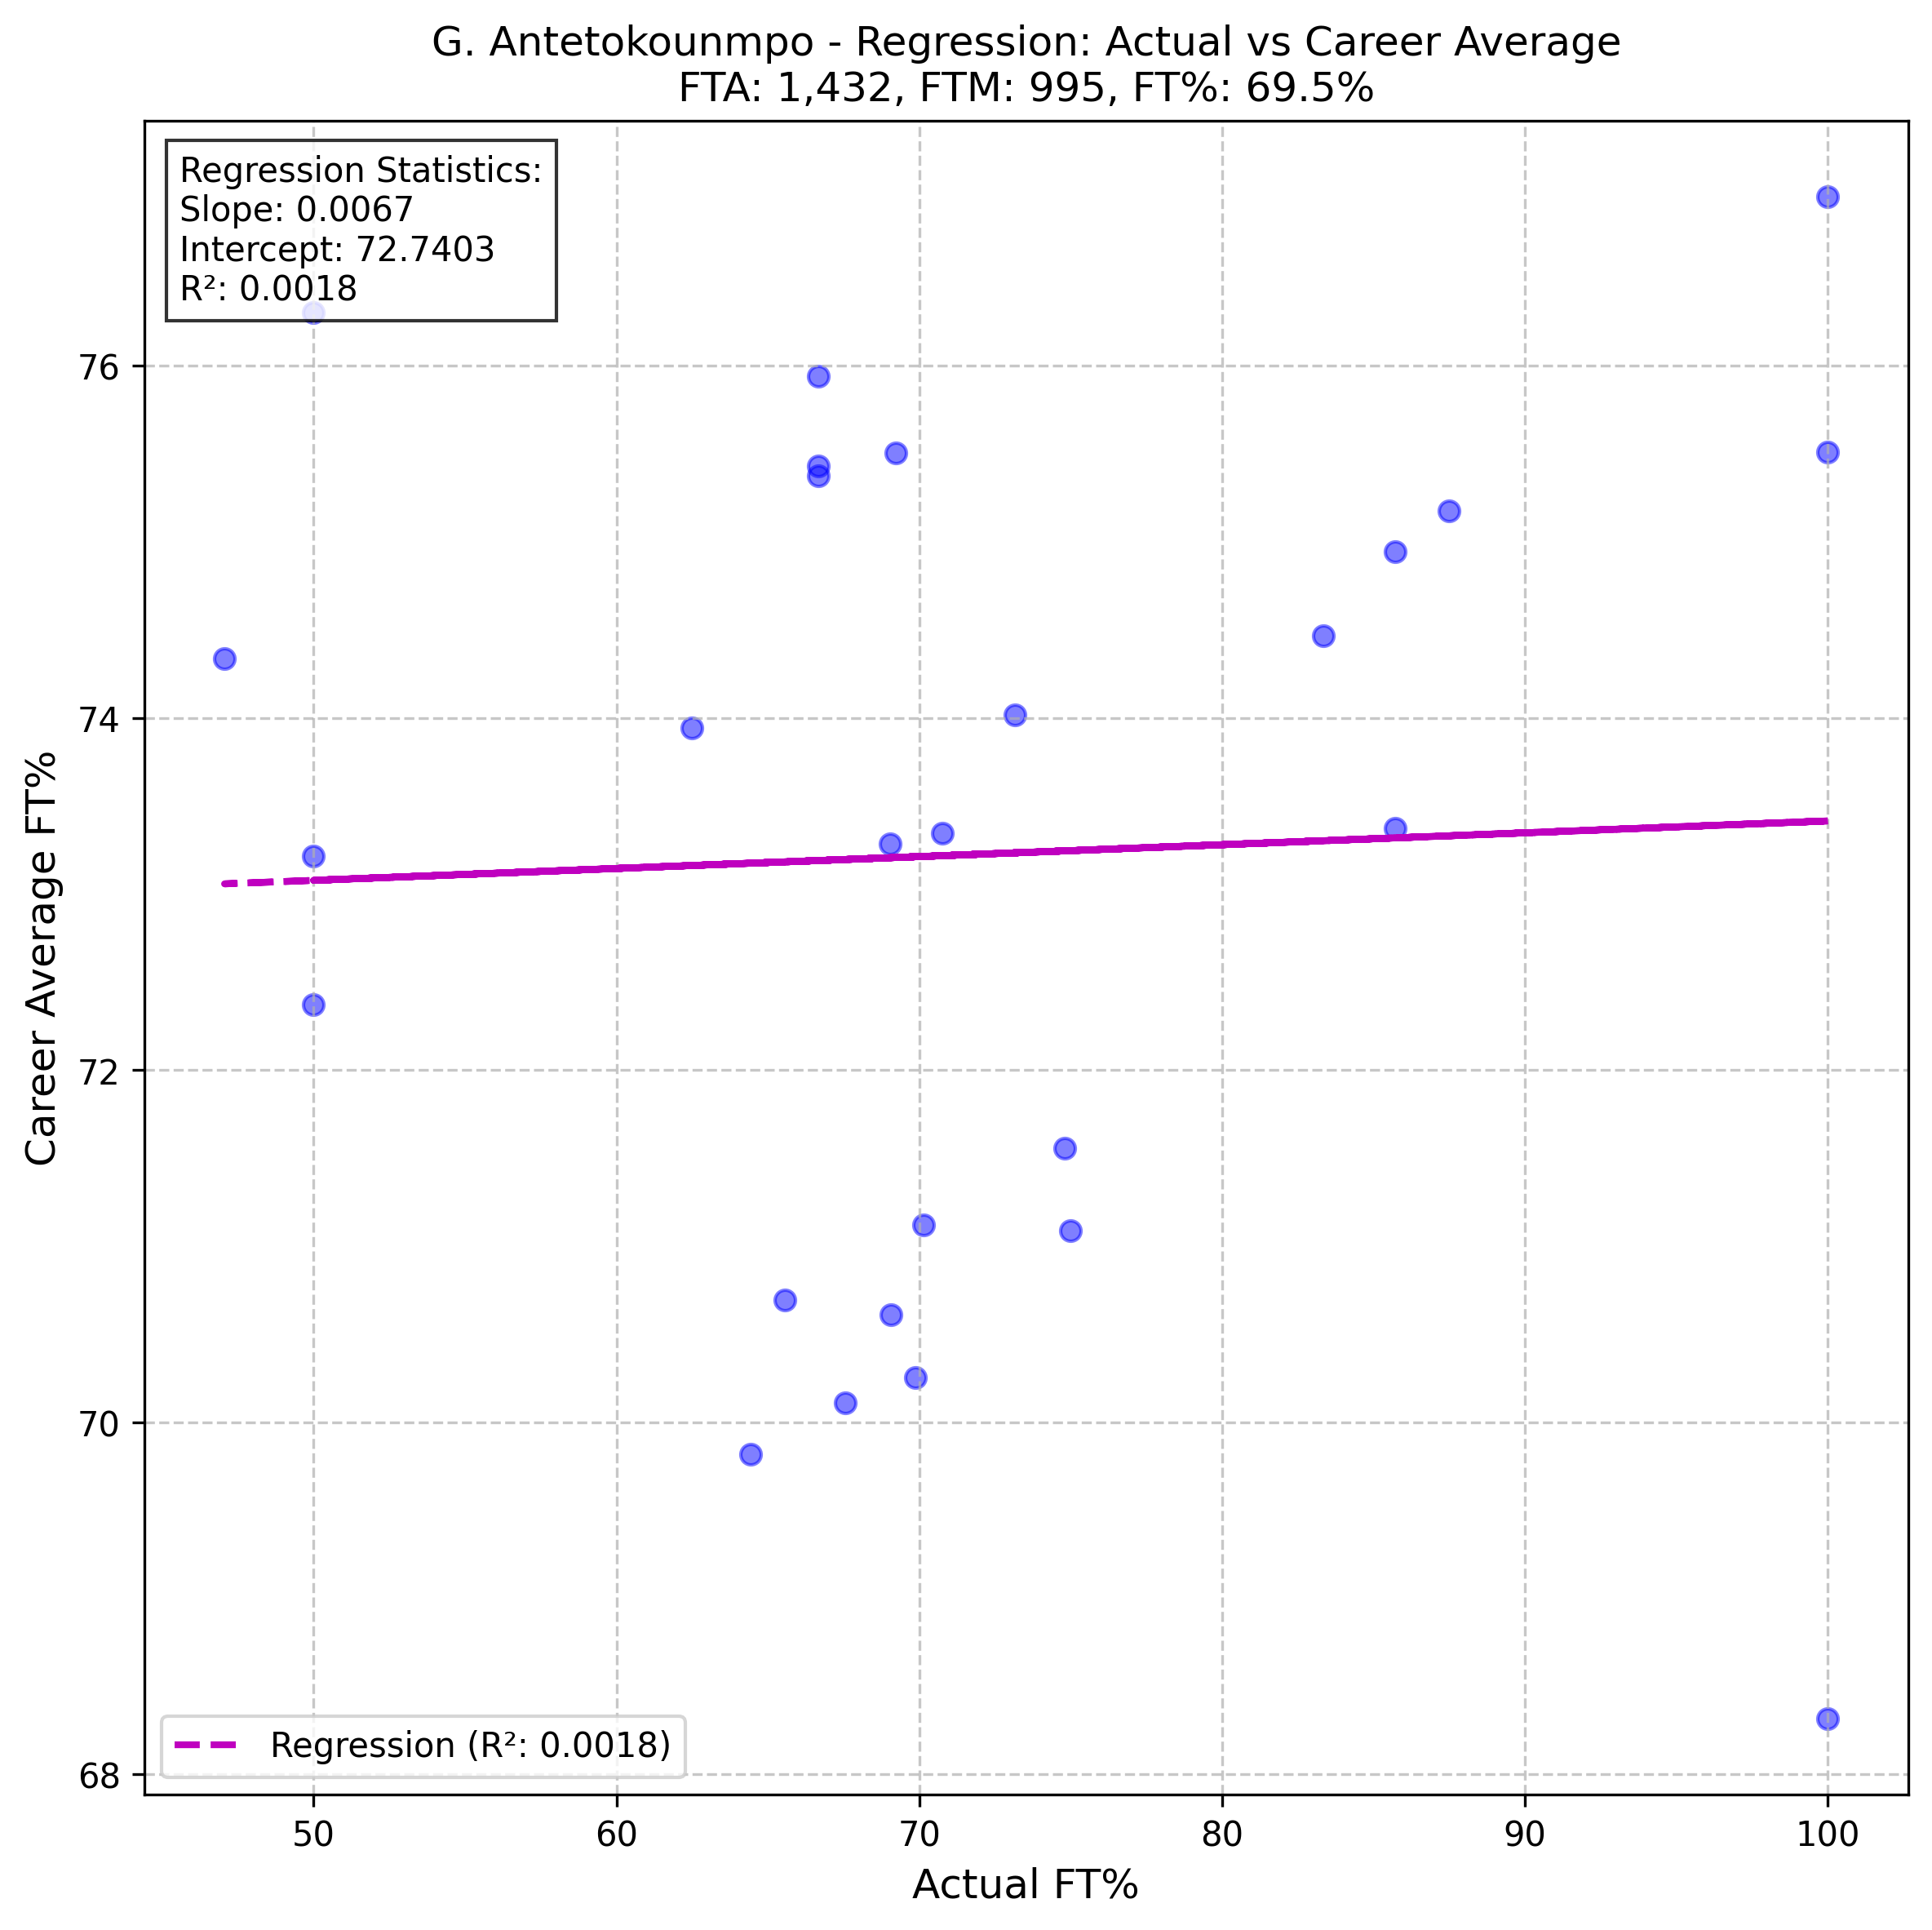 G. Antetokounmpo - Regression: Actual vs Career Average
FTA: 1,432, FTM: 995, FT%: 69.5%
Regression Statistics:
Slope: 0.0067
Intercept: 72.7403
R²: 0.0018
76
74
72
70
68
Career Average FT%
Regression (R²: 0.0018)
50
60
70
80
90
100
Actual FT%